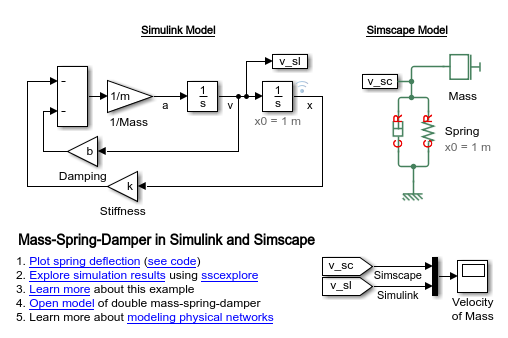 Simulink Model
Simscape Model
v_sl
v_sc
-
-
1/m
a
1
s
v
1
s
x
1/Mass
x0 = 1 m
Mass
C R
C R
Spring
x0 = 1 m
b
Damping
k
Stiffness
Mass-Spring-Damper in Simulink and Simscape
1. Plot spring deflection (see code)
2. Explore simulation results using sscexplore
3. Learn more about this example
4. Open model of double mass-spring-damper
5. Learn more about modeling physical networks
v_sc
Simscape
v_sl
Simulink
Velocity
of Mass